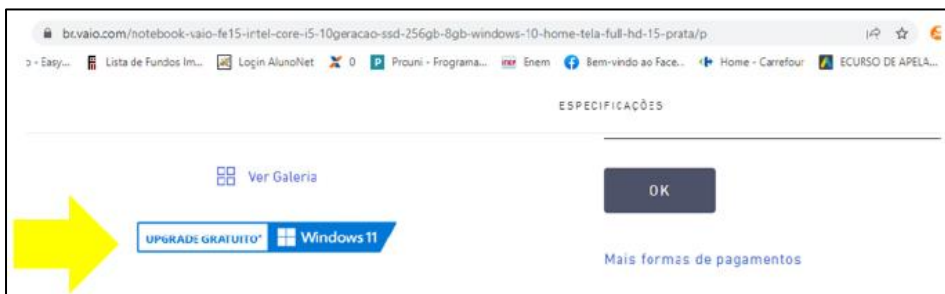 br.vaio.com/notebook-vaio-fe15-intel-core-i5-10geracao-ssd-256gb-8gb-windows-10-home-tela-full-hd-15-prata/p
o - Easy... Lista de Fundos Im... Login AlunoNet 0 Prouni - Programa... Enem Bem-vindo ao Face... Home - Carrefour ECURSO DE APELA...
ESPECIFICAÇÕES
Ver Galeria
OK
UPGRADE GRATUITO* Windows 11
Mais formas de pagamentos